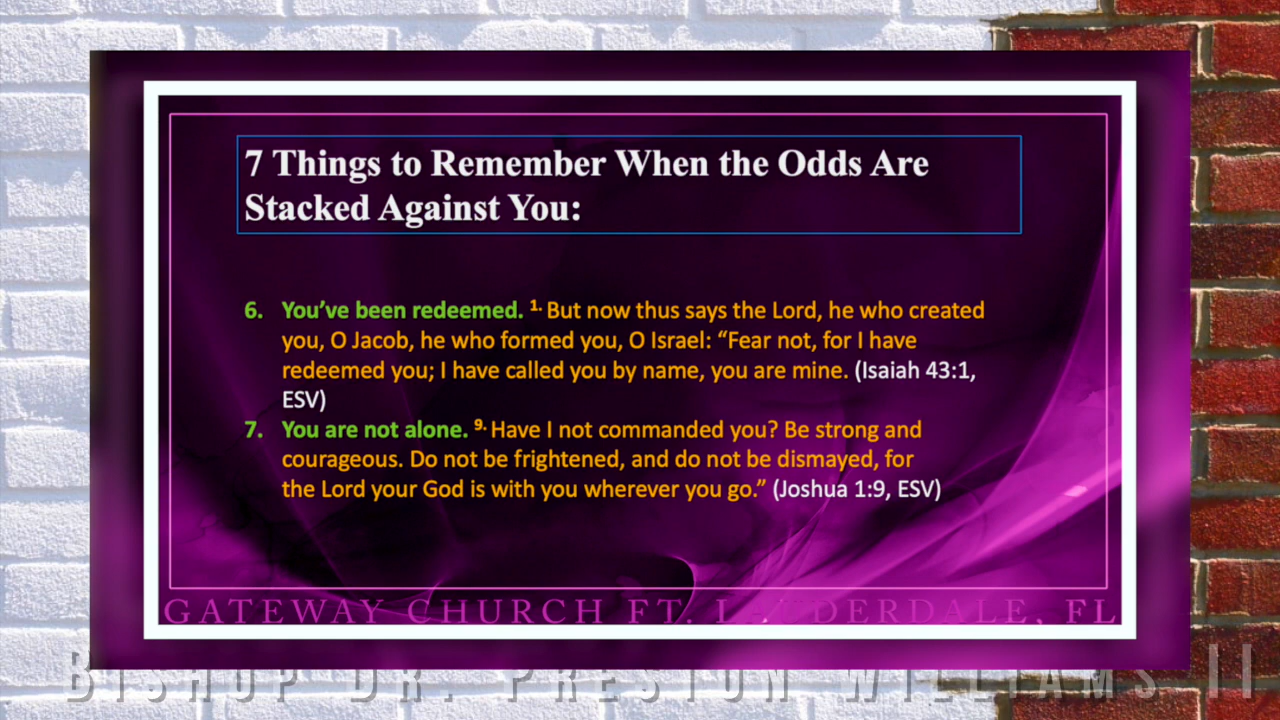 7 Things to Remember When the Odds Are
Stacked Against You:
6. You’ve been redeemed. 1. But now thus says the Lord, he who created
you, O Jacob, he who formed you, O Israel: “Fear not, for I have
redeemed you; I have called you by name, you are mine. (Isaiah 43:1,
ESV)
7. You are not alone. 9. Have I not commanded you? Be strong and
courageous. Do not be frightened, and do not be dismayed, for
the Lord your God is with you wherever you go.” (Joshua 1:9, ESV)
GATEWAY CHURCH FT. LAUDERDALE, FL
BISHOP DR. PRESTON WILLIAMS II